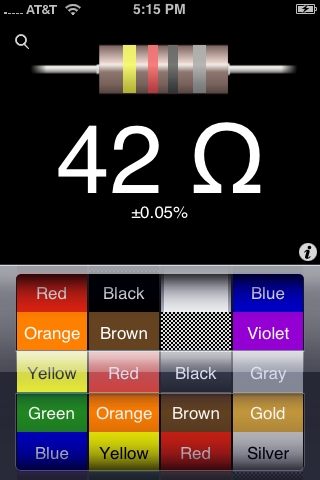 AT&T 5:15 PM
42 Ω
±0.05%
i
Red Black Blue
Orange Brown Violet
Yellow Red Black Gray
Green Orange Brown Gold
Blue Yellow Red Silver